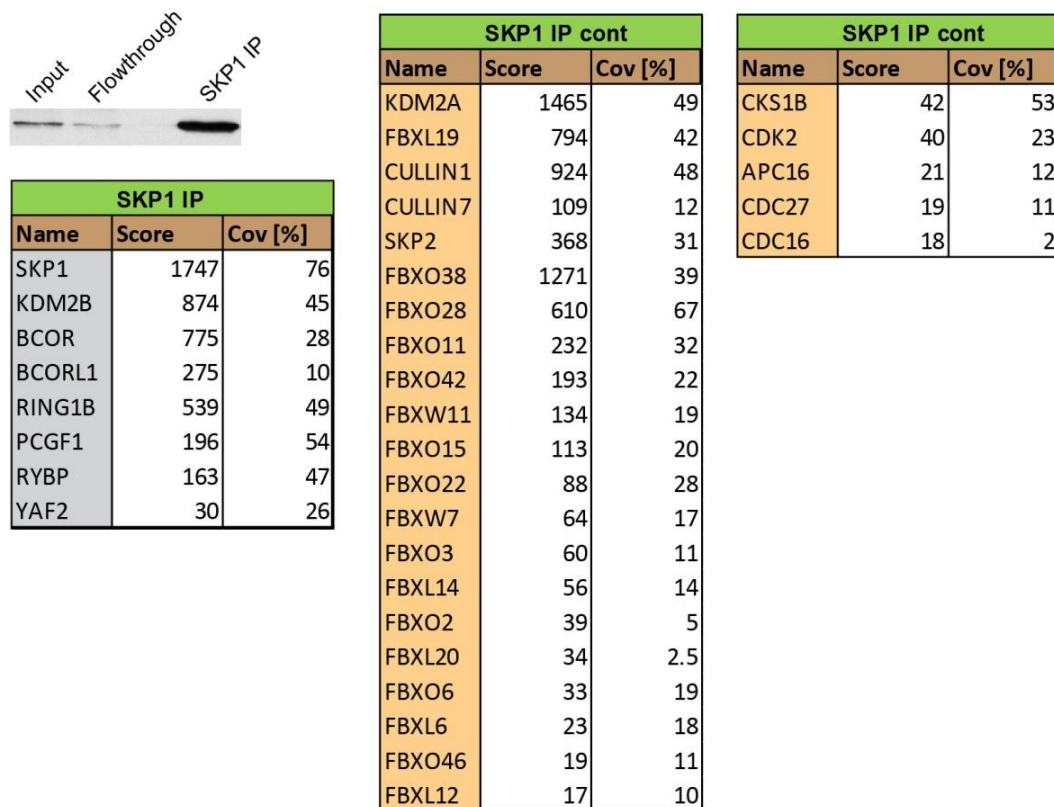 Input Flowthrough SKP1 IP
SKP1 IP
Name Score Cov [%]
SKP1 1747 76
KDM2B 874 45
BCOR 775 28
BCORL1 275 10
RING1B 539 49
PCGF1 196 54
RYBP 163 47
YAF2 30 26
SKP1 IP cont
Name Score Cov [%]
KDM2A 1465 49
FBXL19 794 42
CULLIN1 924 48
CULLIN7 109 12
SKP2 368 31
FBXO38 1271 39
FBXO28 610 67
FBXO11 232 32
FBXO42 193 22
FBXW11 134 19
FBXO15 113 20
FBXO22 88 28
FBXW7 64 17
FBXO3 60 11
FBXL14 56 14
FBXO2 39 5
FBXL20 34 2.5
FBXO6 33 19
FBXL6 23 18
FBXO46 19 11
FBXL12 17 10
SKP1 IP cont
Name Score Cov [%]
CKS1B 42 53
CDK2 40 23
APC16 21 12
CDC27 19 11
CDC16 18 2